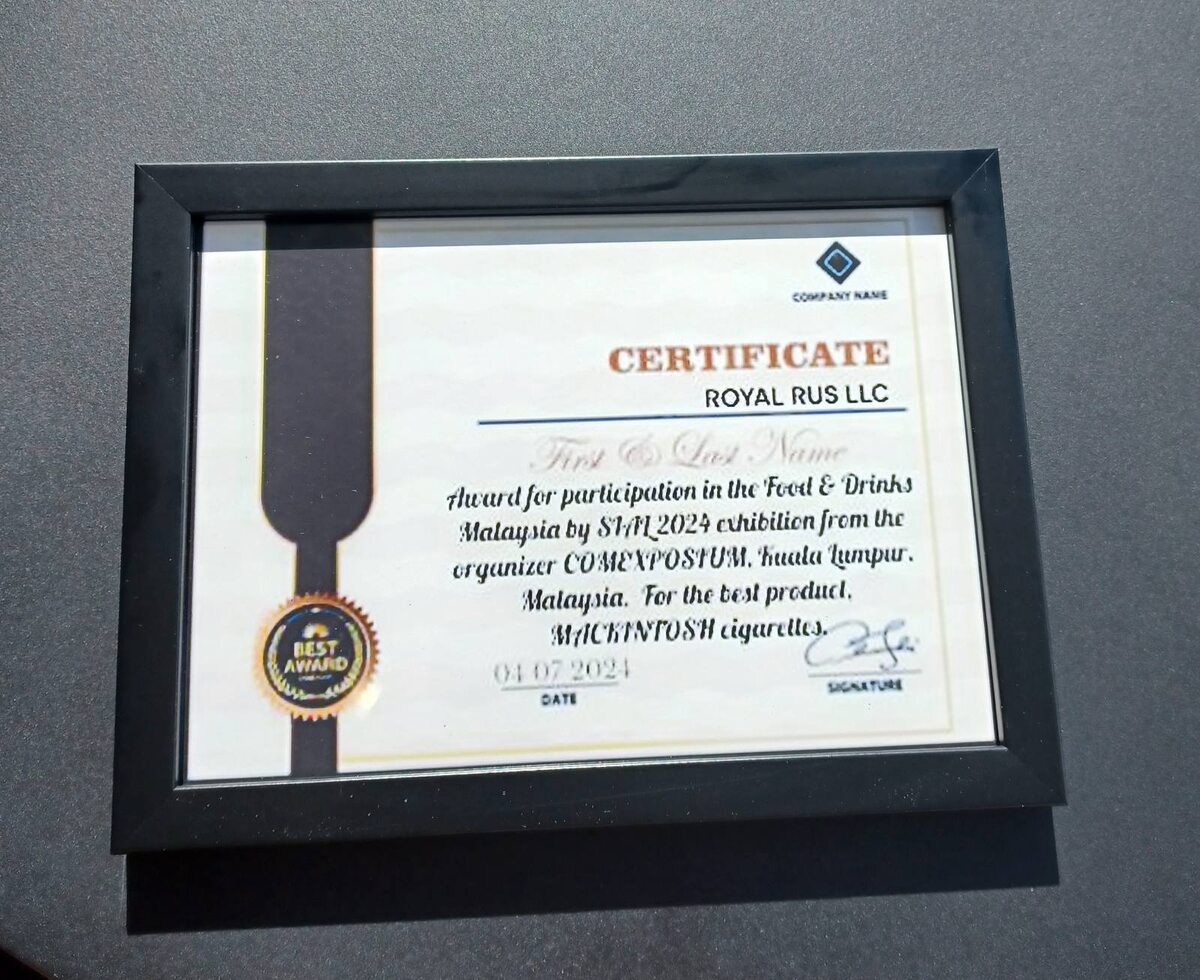 COMPANY NAME
CERTIFICATE
ROYAL RUS LLC
First & Last Name
Award for participation in the Food & Drinks
Malaysia by SIAL 2024 exhibition from the
organizer COMEXPOSIUM, Kuala Lumpur,
Malaysia. For the best product,
MACKINTOSH cigarettes.
BEST
AWARD
04 07 2024
DATE
SIGNATURE